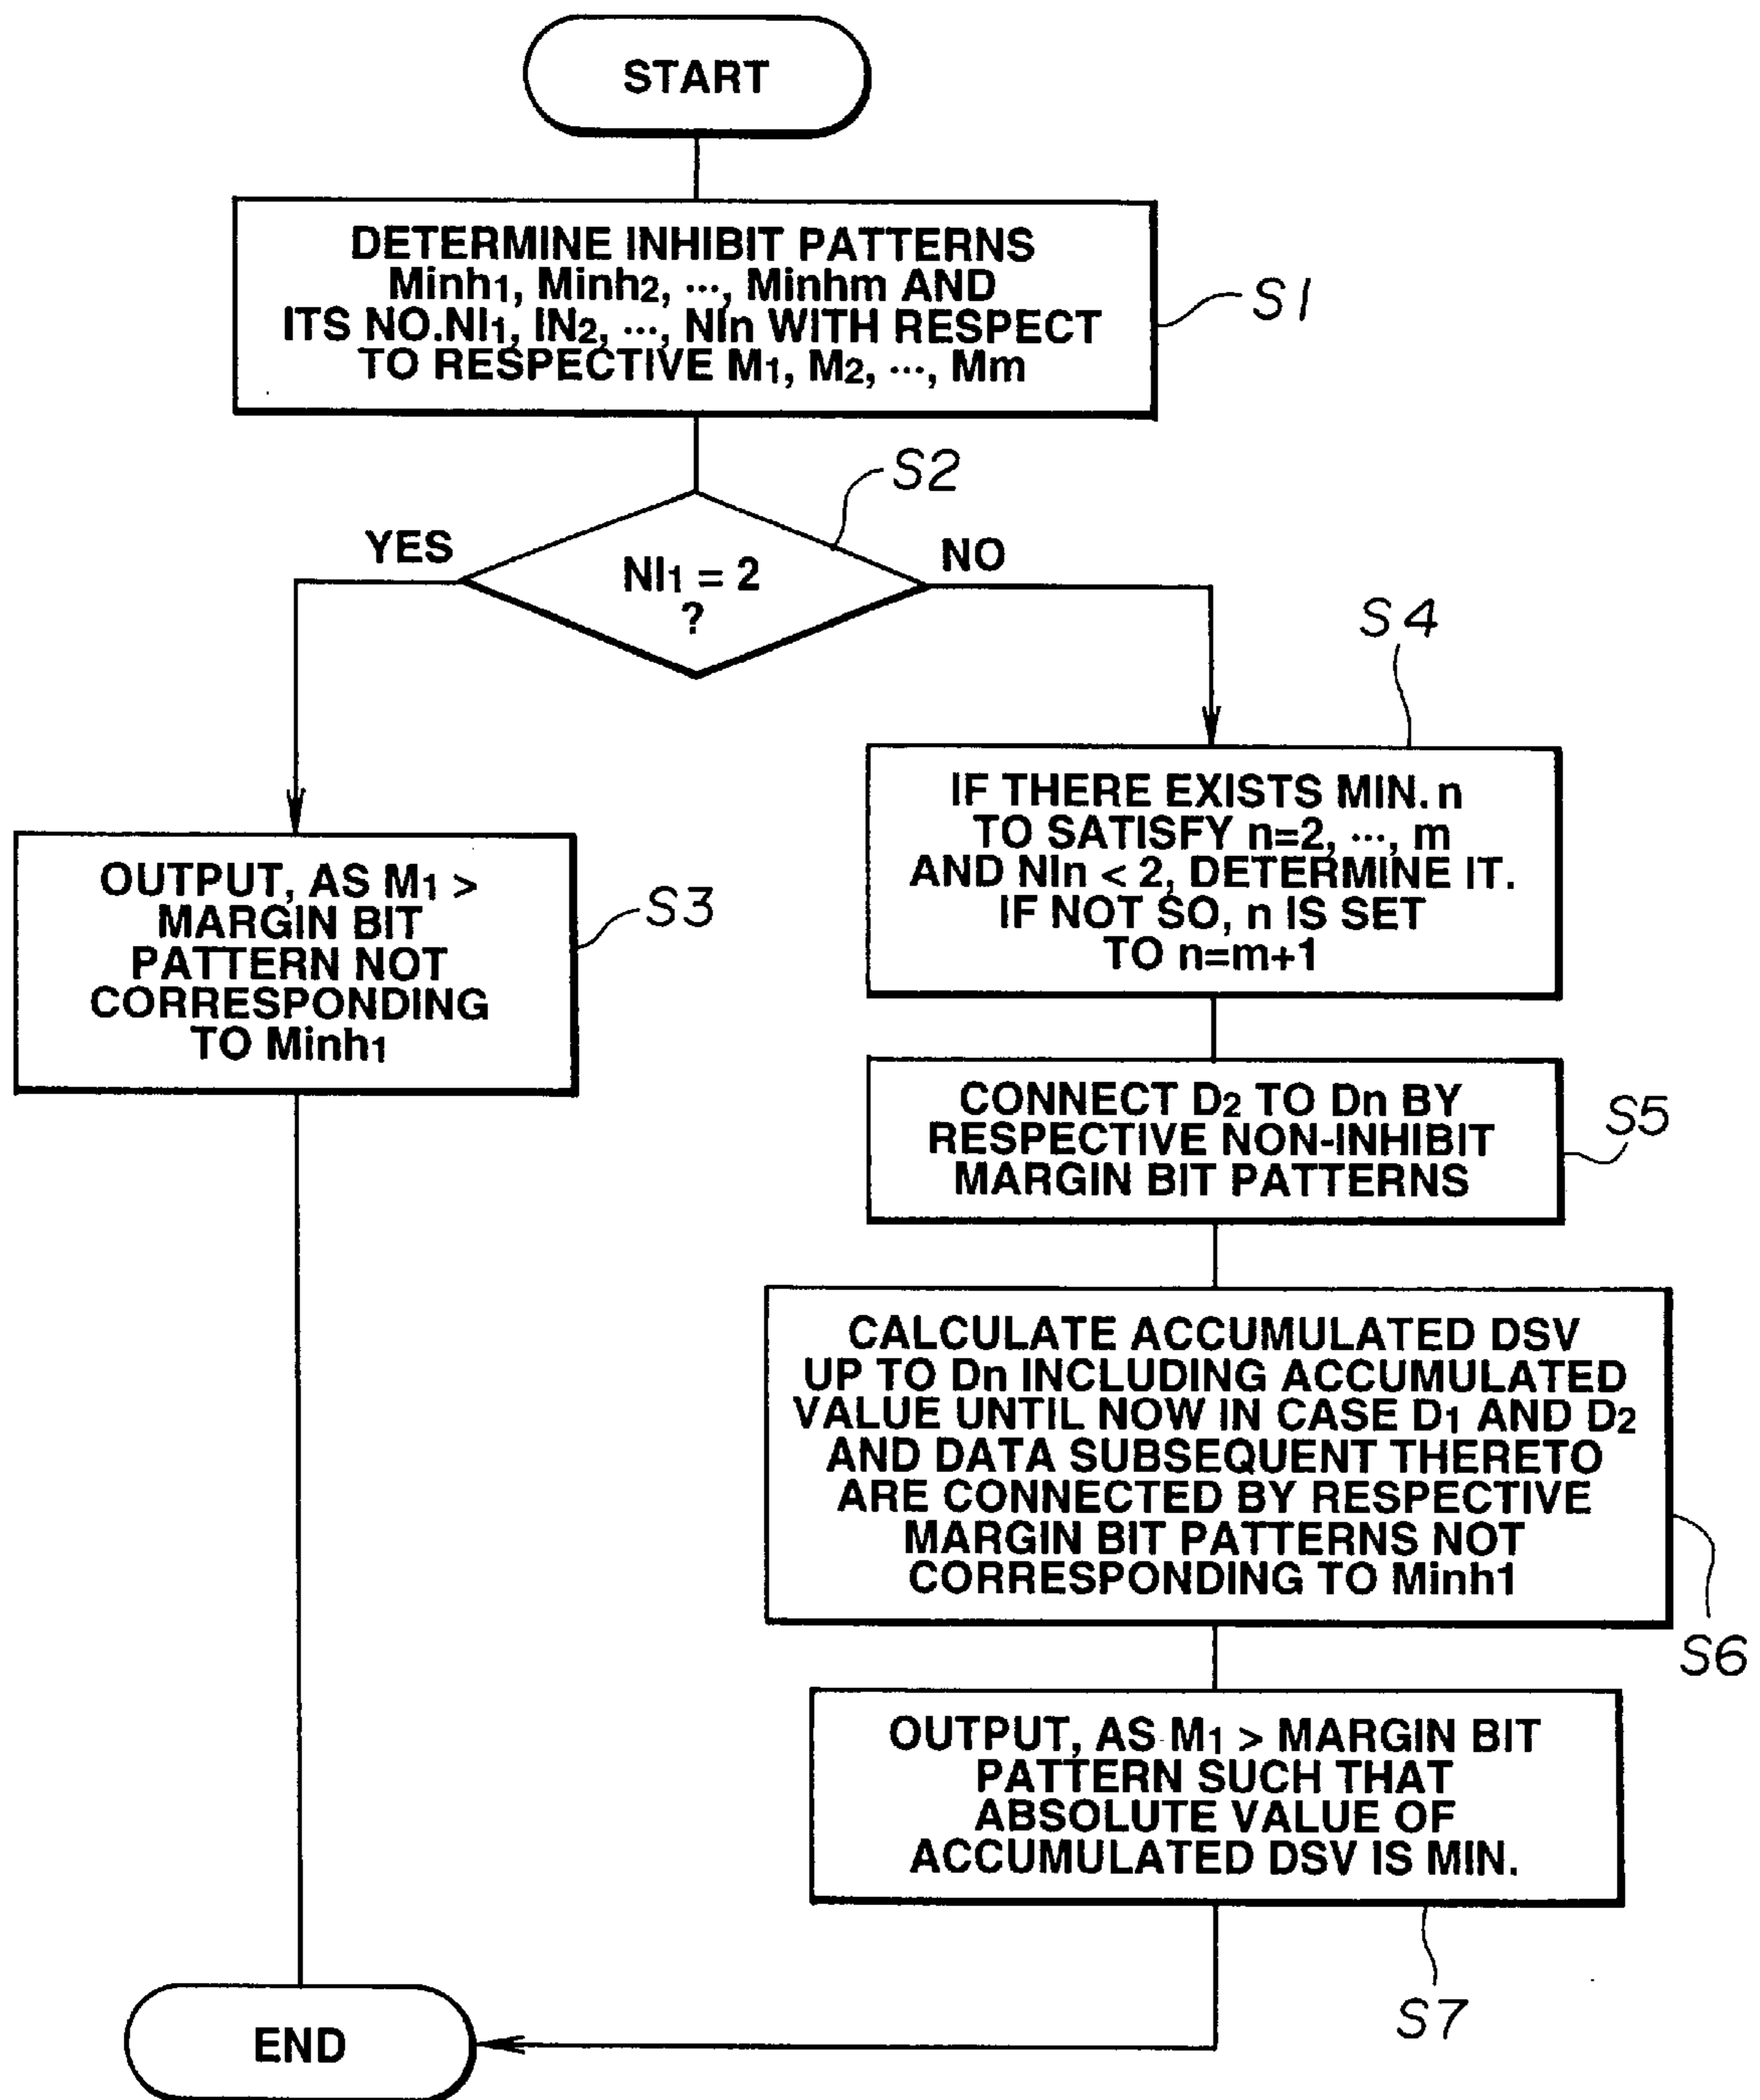 START
DETERMINE INHIBIT PATTERNS
Minh1, Minh2, ···, Minhm AND
ITS NO.NI1, IN2, ···, NIn WITH RESPECT
TO RESPECTIVE M1, M2, ···, Mm
S1
S2
YES
NO
NI1 = 2
?
S4
IF THERE EXISTS MIN. n
TO SATISFY n=2, ···, m
AND NIn < 2, DETERMINE IT.
IF NOT SO, n IS SET
TO n=m+1
OUTPUT, AS M1 >
MARGIN BIT
PATTERN NOT
CORRESPONDING
TO Minh1
S3
CONNECT D2 TO Dn BY
RESPECTIVE NON-INHIBIT
MARGIN BIT PATTERNS
S5
CALCULATE ACCUMULATED DSV
UP TO Dn INCLUDING ACCUMULATED
VALUE UNTIL NOW IN CASE D1 AND D2
AND DATA SUBSEQUENT THERETO
ARE CONNECTED BY RESPECTIVE
MARGIN BIT PATTERNS NOT
CORRESPONDING TO Minh1
S6
OUTPUT, AS M1 > MARGIN BIT
PATTERN SUCH THAT
ABSOLUTE VALUE OF
ACCUMULATED DSV IS MIN.
S7
END